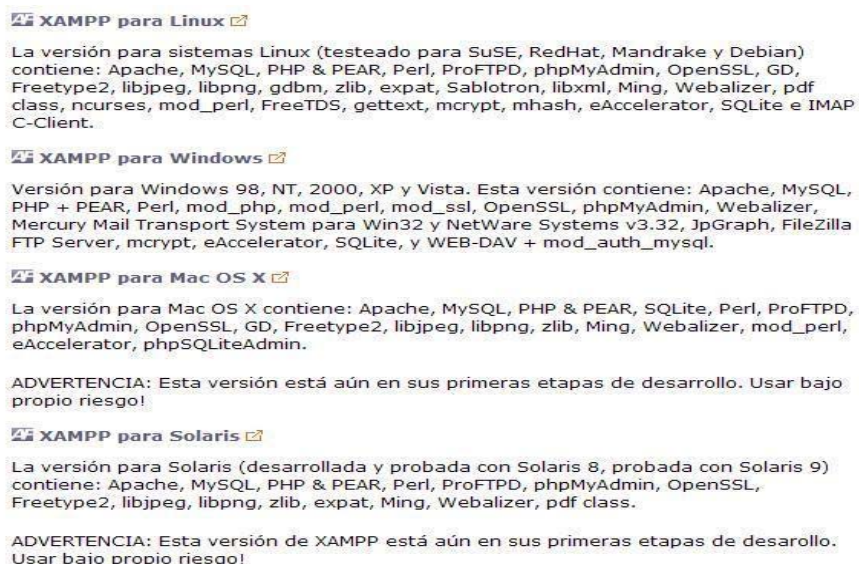 XAMPP para Linux
La versión para sistemas Linux (testeado para SuSE, RedHat, Mandrake y Debian)
contiene: Apache, MySQL, PHP & PEAR, Perl, ProFTPD, phpMyAdmin, OpenSSL, GD,
Freetype2, libjpeg, libpng, gdbm, zlib, expat, Sablotron, libxml, Ming, Webalizer, pdf
class, ncurses, mod_perl, FreeTDS, gettext, mcrypt, mhash, eAccelerator, SQLite e IMAP
C-Client.
XAMPP para Windows
Versión para Windows 98, NT, 2000, XP y Vista. Esta versión contiene: Apache, MySQL,
PHP + PEAR, Perl, mod_php, mod_perl, mod_ssl, OpenSSL, phpMyAdmin, Webalizer,
Mercury Mail Transport System para Win32 y NetWare Systems v3.32, JpGraph, FileZilla
FTP Server, mcrypt, eAccelerator, SQLite, y WEB-DAV + mod_auth_mysql.
XAMPP para Mac OS X
La versión para Mac OS X contiene: Apache, MySQL, PHP & PEAR, SQLite, Perl, ProFTPD,
phpMyAdmin, OpenSSL, GD, Freetype2, libjpeg, libpng, zlib, Ming, Webalizer, mod_perl,
eAccelerator, phpSQLiteAdmin.
ADVERTENCIA: Esta versión está aún en sus primeras etapas de desarrollo. Usar bajo
propio riesgo!
XAMPP para Solaris
La versión para Solaris (desarrollada y probada con Solaris 8, probada con Solaris 9)
contiene: Apache, MySQL, PHP & PEAR, Perl, ProFTPD, phpMyAdmin, OpenSSL,
Freetype2, libjpeg, libpng, zlib, expat, Ming, Webalizer, pdf class.
ADVERTENCIA: Esta versión de XAMPP está aún en sus primeras etapas de desarollo.
Usar bajo propio riesgo!